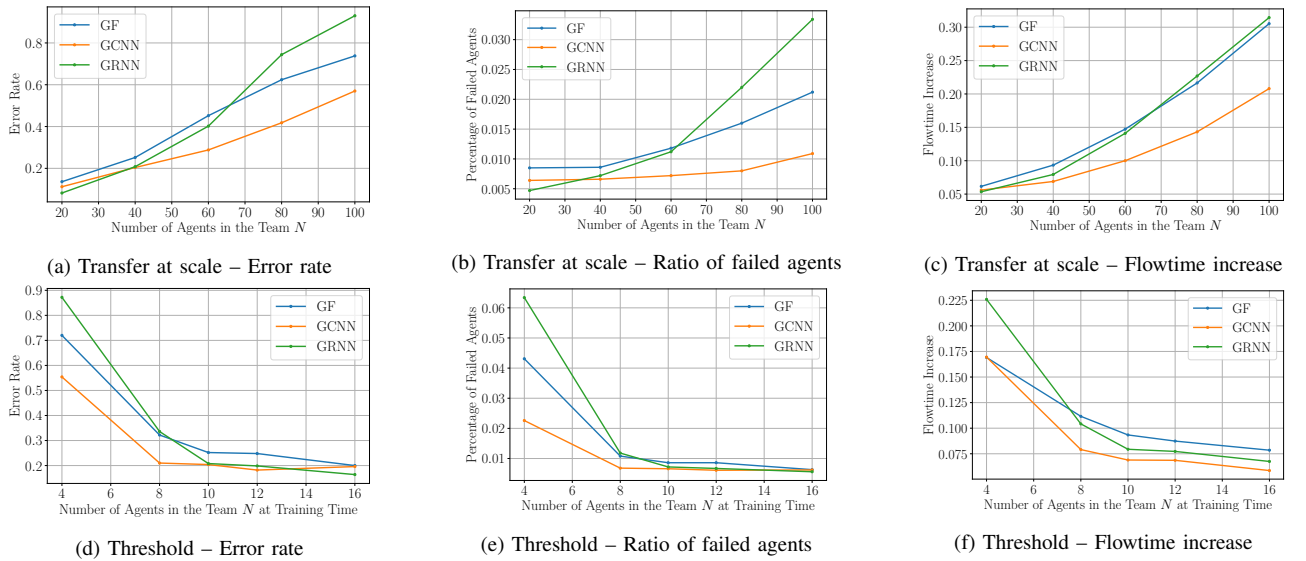 GF
GCNN
GRNN
0.8
0.6
0.4
0.2
Error Rate
20 30 40 50 60 70 80 90 100
Number of Agents in the Team N
(a) Transfer at scale – Error rate
GF
GCNN
GRNN
0.030
0.025
0.020
0.015
0.010
0.005
Percentage of Failed Agents
20 30 40 50 60 70 80 90 100
Number of Agents in the Team N
(b) Transfer at scale – Ratio of failed agents
GF
GCNN
GRNN
0.30
0.25
0.20
0.15
0.10
0.05
Flowtime Increase
20 30 40 50 60 70 80 90 100
Number of Agents in the Team N
(c) Transfer at scale – Flowtime increase
GF
GCNN
GRNN
0.9
0.8
0.7
0.6
0.5
0.4
0.3
0.2
Error Rate
4 6 8 10 12 14 16
Number of Agents in the Team N at Training Time
(d) Threshold – Error rate
GF
GCNN
GRNN
0.06
0.05
0.04
0.03
0.02
0.01
Percentage of Failed Agents
4 6 8 10 12 14 16
Number of Agents in the Team N at Training Time
(e) Threshold – Ratio of failed agents
GF
GCNN
GRNN
0.225
0.200
0.175
0.150
0.125
0.100
0.075
Flowtime Increase
4 6 8 10 12 14 16
Number of Agents in the Team N at Training Time
(f) Threshold – Flowtime increase